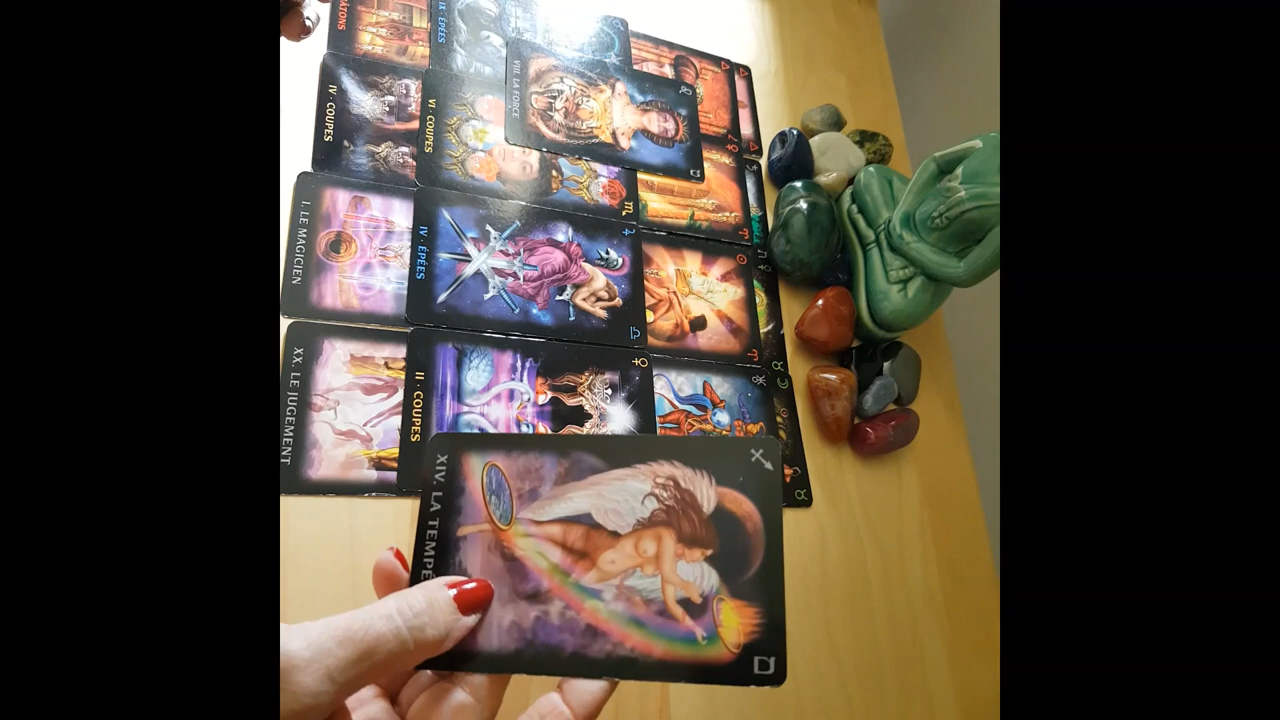 BÂTONS
IX · ÉPÉES
VIII. LA FORCE
IV · COUPES
VI · COUPES
I. LE MAGICIEN
IV · ÉPÉES
XX. LE JUGEMENT
II · COUPES
XIV. LA TEMPÉ